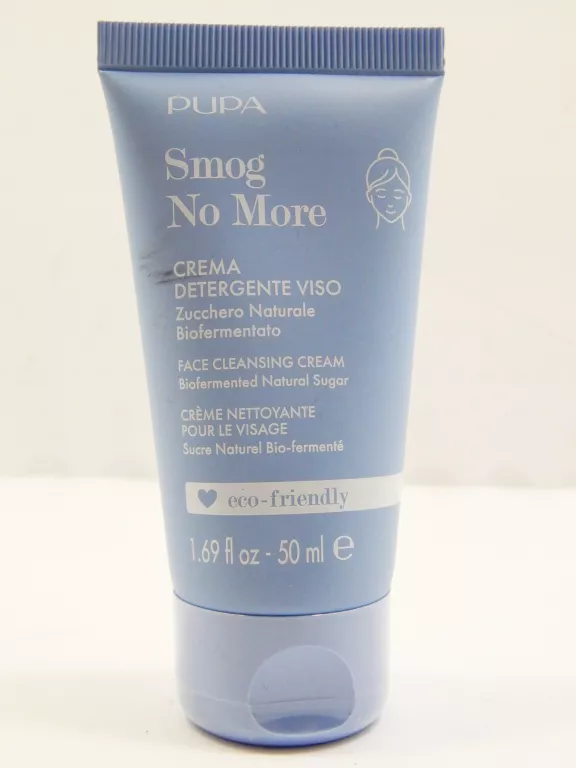 PUPA
Smog
No More
CREMA
DETERGENTE VISO
Zucchero Naturale
Biofermentato
FACE CLEANSING CREAM
Biofermented Natural Sugar
CRÈME NETTOYANTE
POUR LE VISAGE
Sucre Naturel Bio-fermenté
eco-friendly
1.69 fl oz - 50 ml ℮